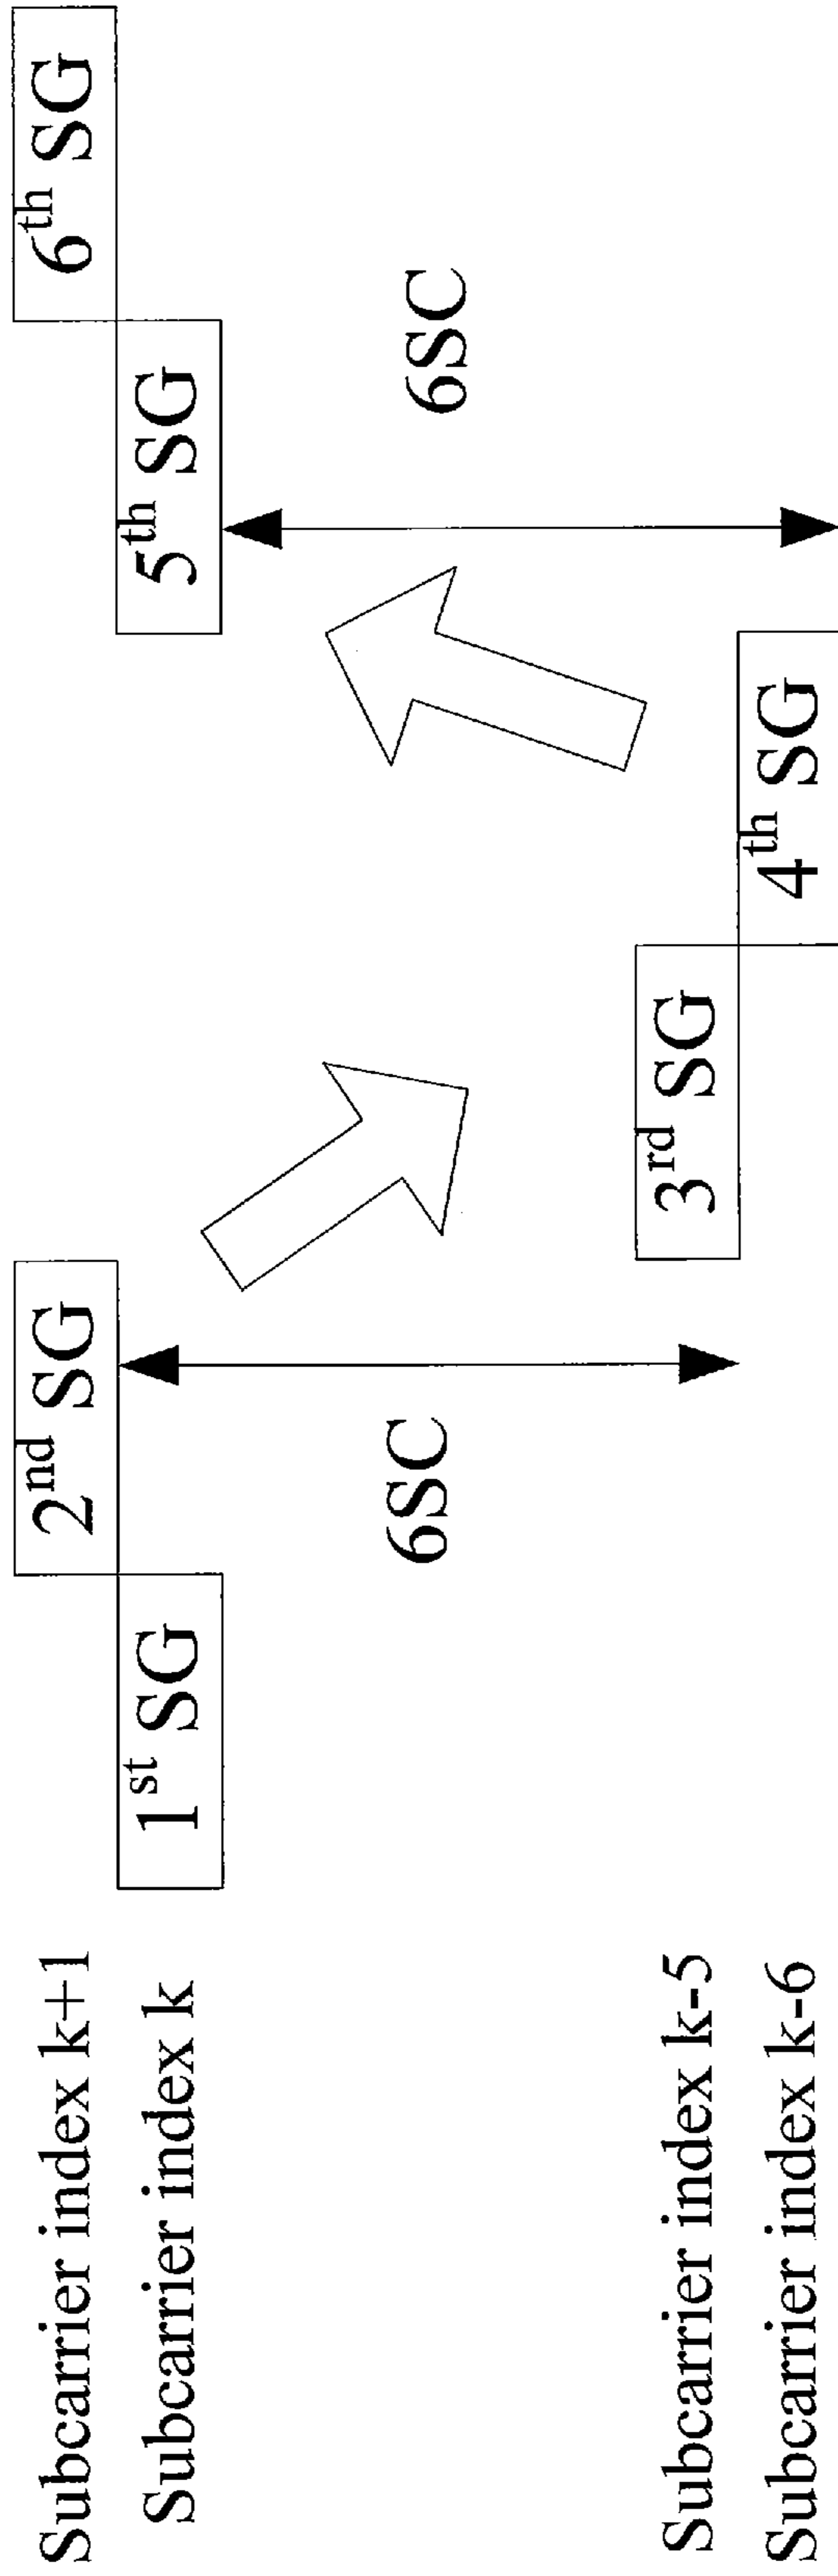 Subcarrier index k+1
Subcarrier index k
Subcarrier index k-5
Subcarrier index k-6
1st SG
2nd SG
6SC
3rd SG
4th SG
5th SG
6th SG
6SC